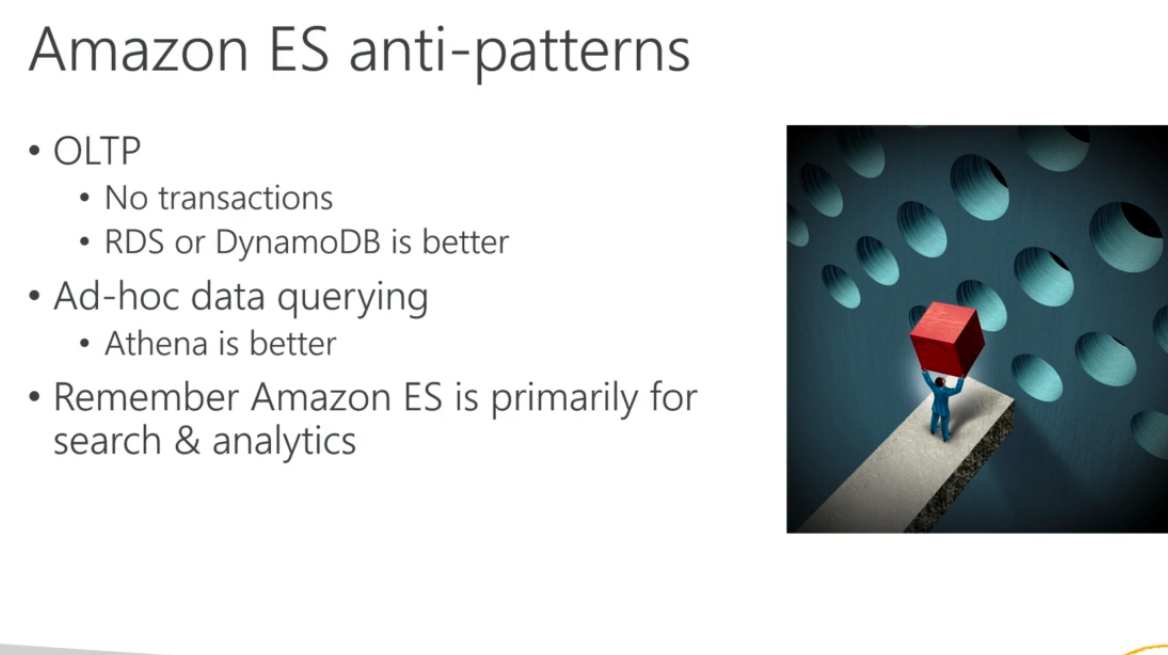 Amazon ES anti-patterns
• OLTP
• No transactions
• RDS or DynamoDB is better
• Ad-hoc data querying
• Athena is better
• Remember Amazon ES is primarily for
search & analytics